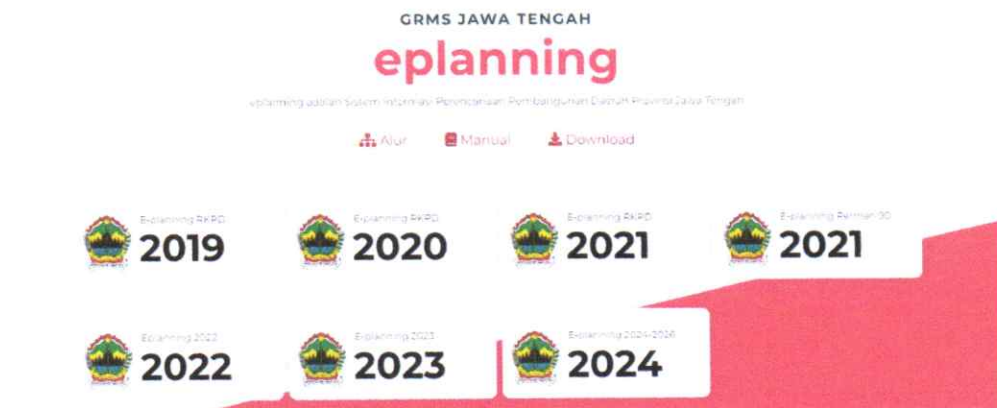 GRMS JAWA TENGAH
eplanning
eplanning adalah Sistem Informasi Perencanaan Pembangunan Daerah Provinsi Jawa Tengah
Alur Manual Download
E-planning RKPD E-planning RKPD E-planning RKPD E-planning Permen 90
2019 2020 2021 2021
Eplanning 2022 E-planning 2023 E-planning 2024-2026
2022 2023 2024